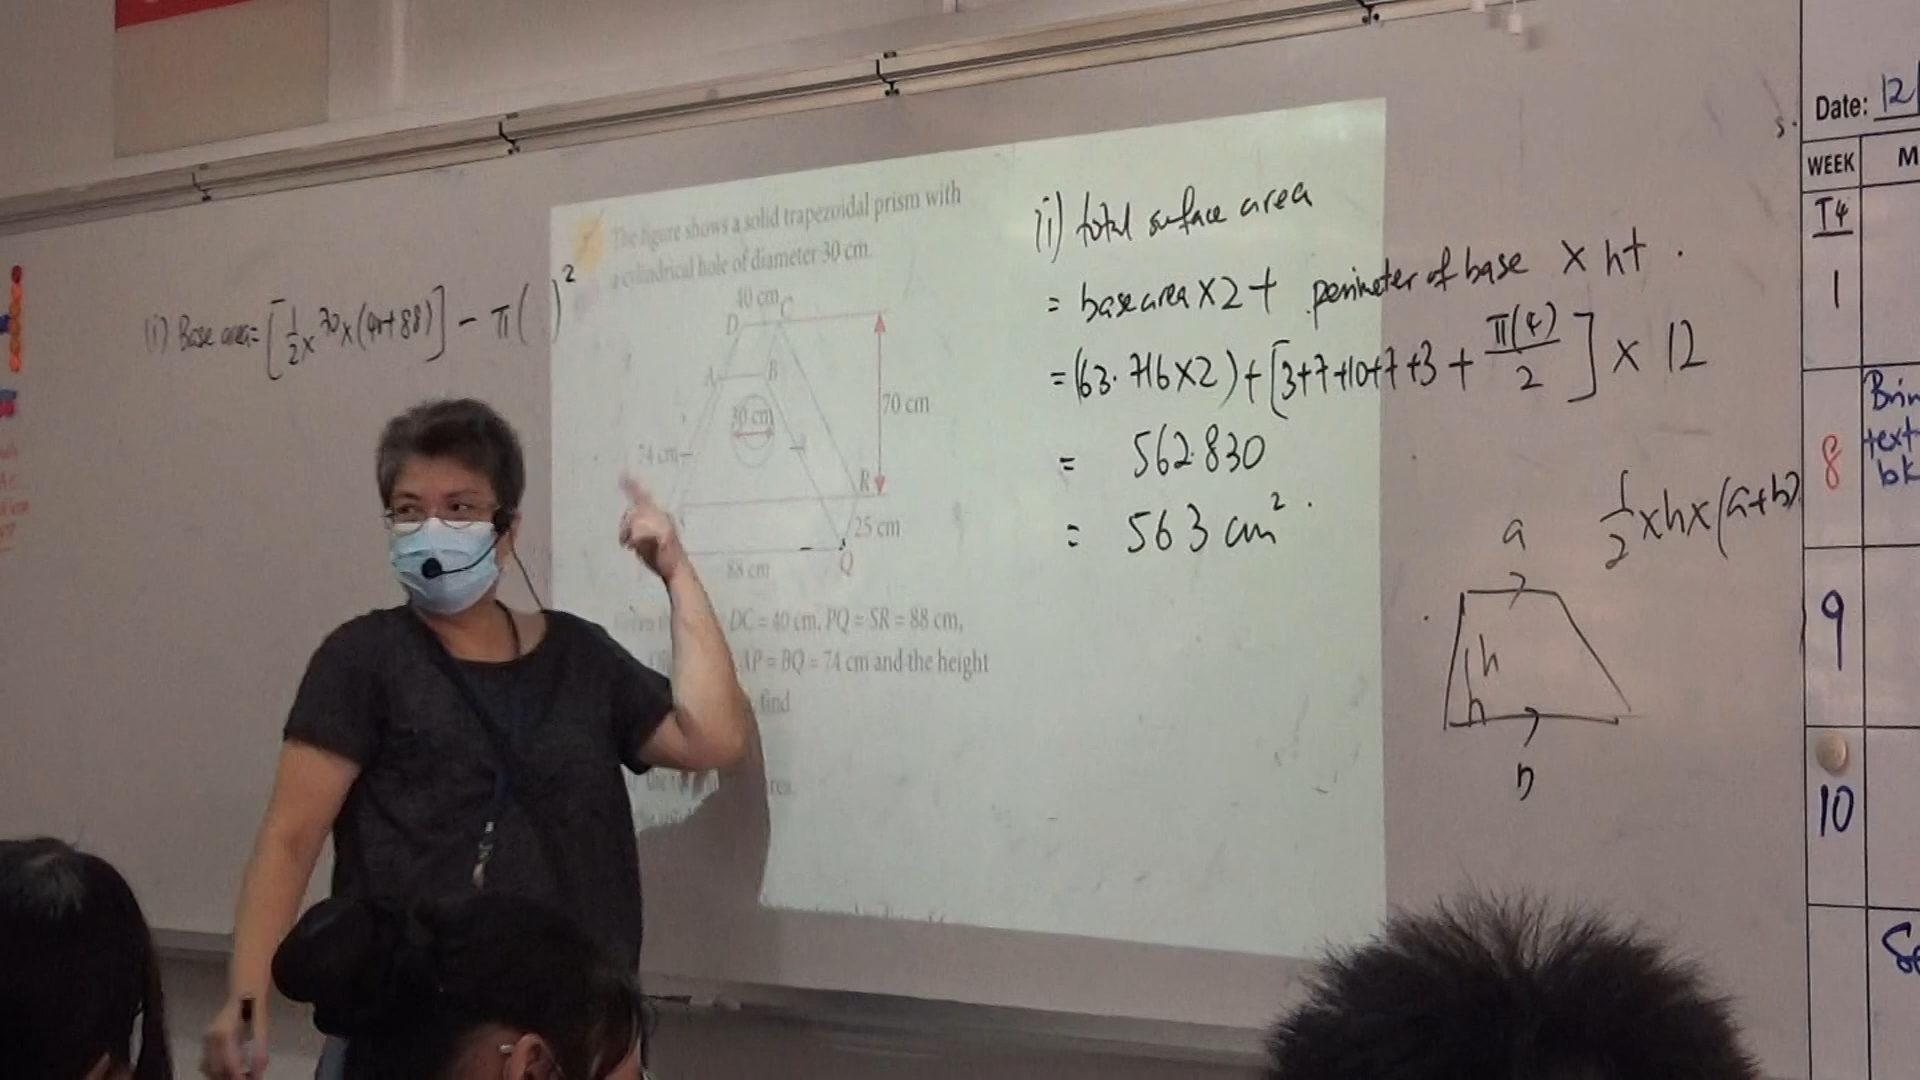 (i) Base area = [1/2 x 70 x (40+88)] - π( )²
The figure shows a solid trapezoidal prism with
a cylindrical hole of diameter 30 cm.
40 cm
D C
A B
30 cm
70 cm
74 cm
R
25 cm
88 cm
Q
DC = 40 cm, PQ = SR = 88 cm,
AP = BQ = 74 cm and the height
find
(ii) total surface area
= base area x 2 + perimeter of base x ht.
= (63.716 x 2) + [3+7+10+7+3 + π(4)/2] x 12
= 562.830
= 563 cm².
1/2 x h x (a+b)
a
h
h
b
Date: 12/
WEEK M
T4
1
8 Brin
text
bk
9
10